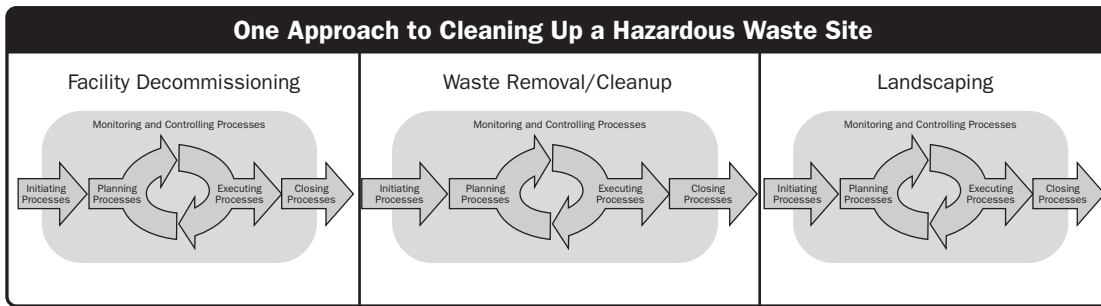 One Approach to Cleaning Up a Hazardous Waste Site
Facility Decommissioning
Monitoring and Controlling Processes
Initiating
Processes
Planning
Processes
Executing
Processes
Closing
Processes
Waste Removal/Cleanup
Monitoring and Controlling Processes
Initiating
Processes
Planning
Processes
Executing
Processes
Closing
Processes
Landscaping
Monitoring and Controlling Processes
Initiating
Processes
Planning
Processes
Executing
Processes
Closing
Processes